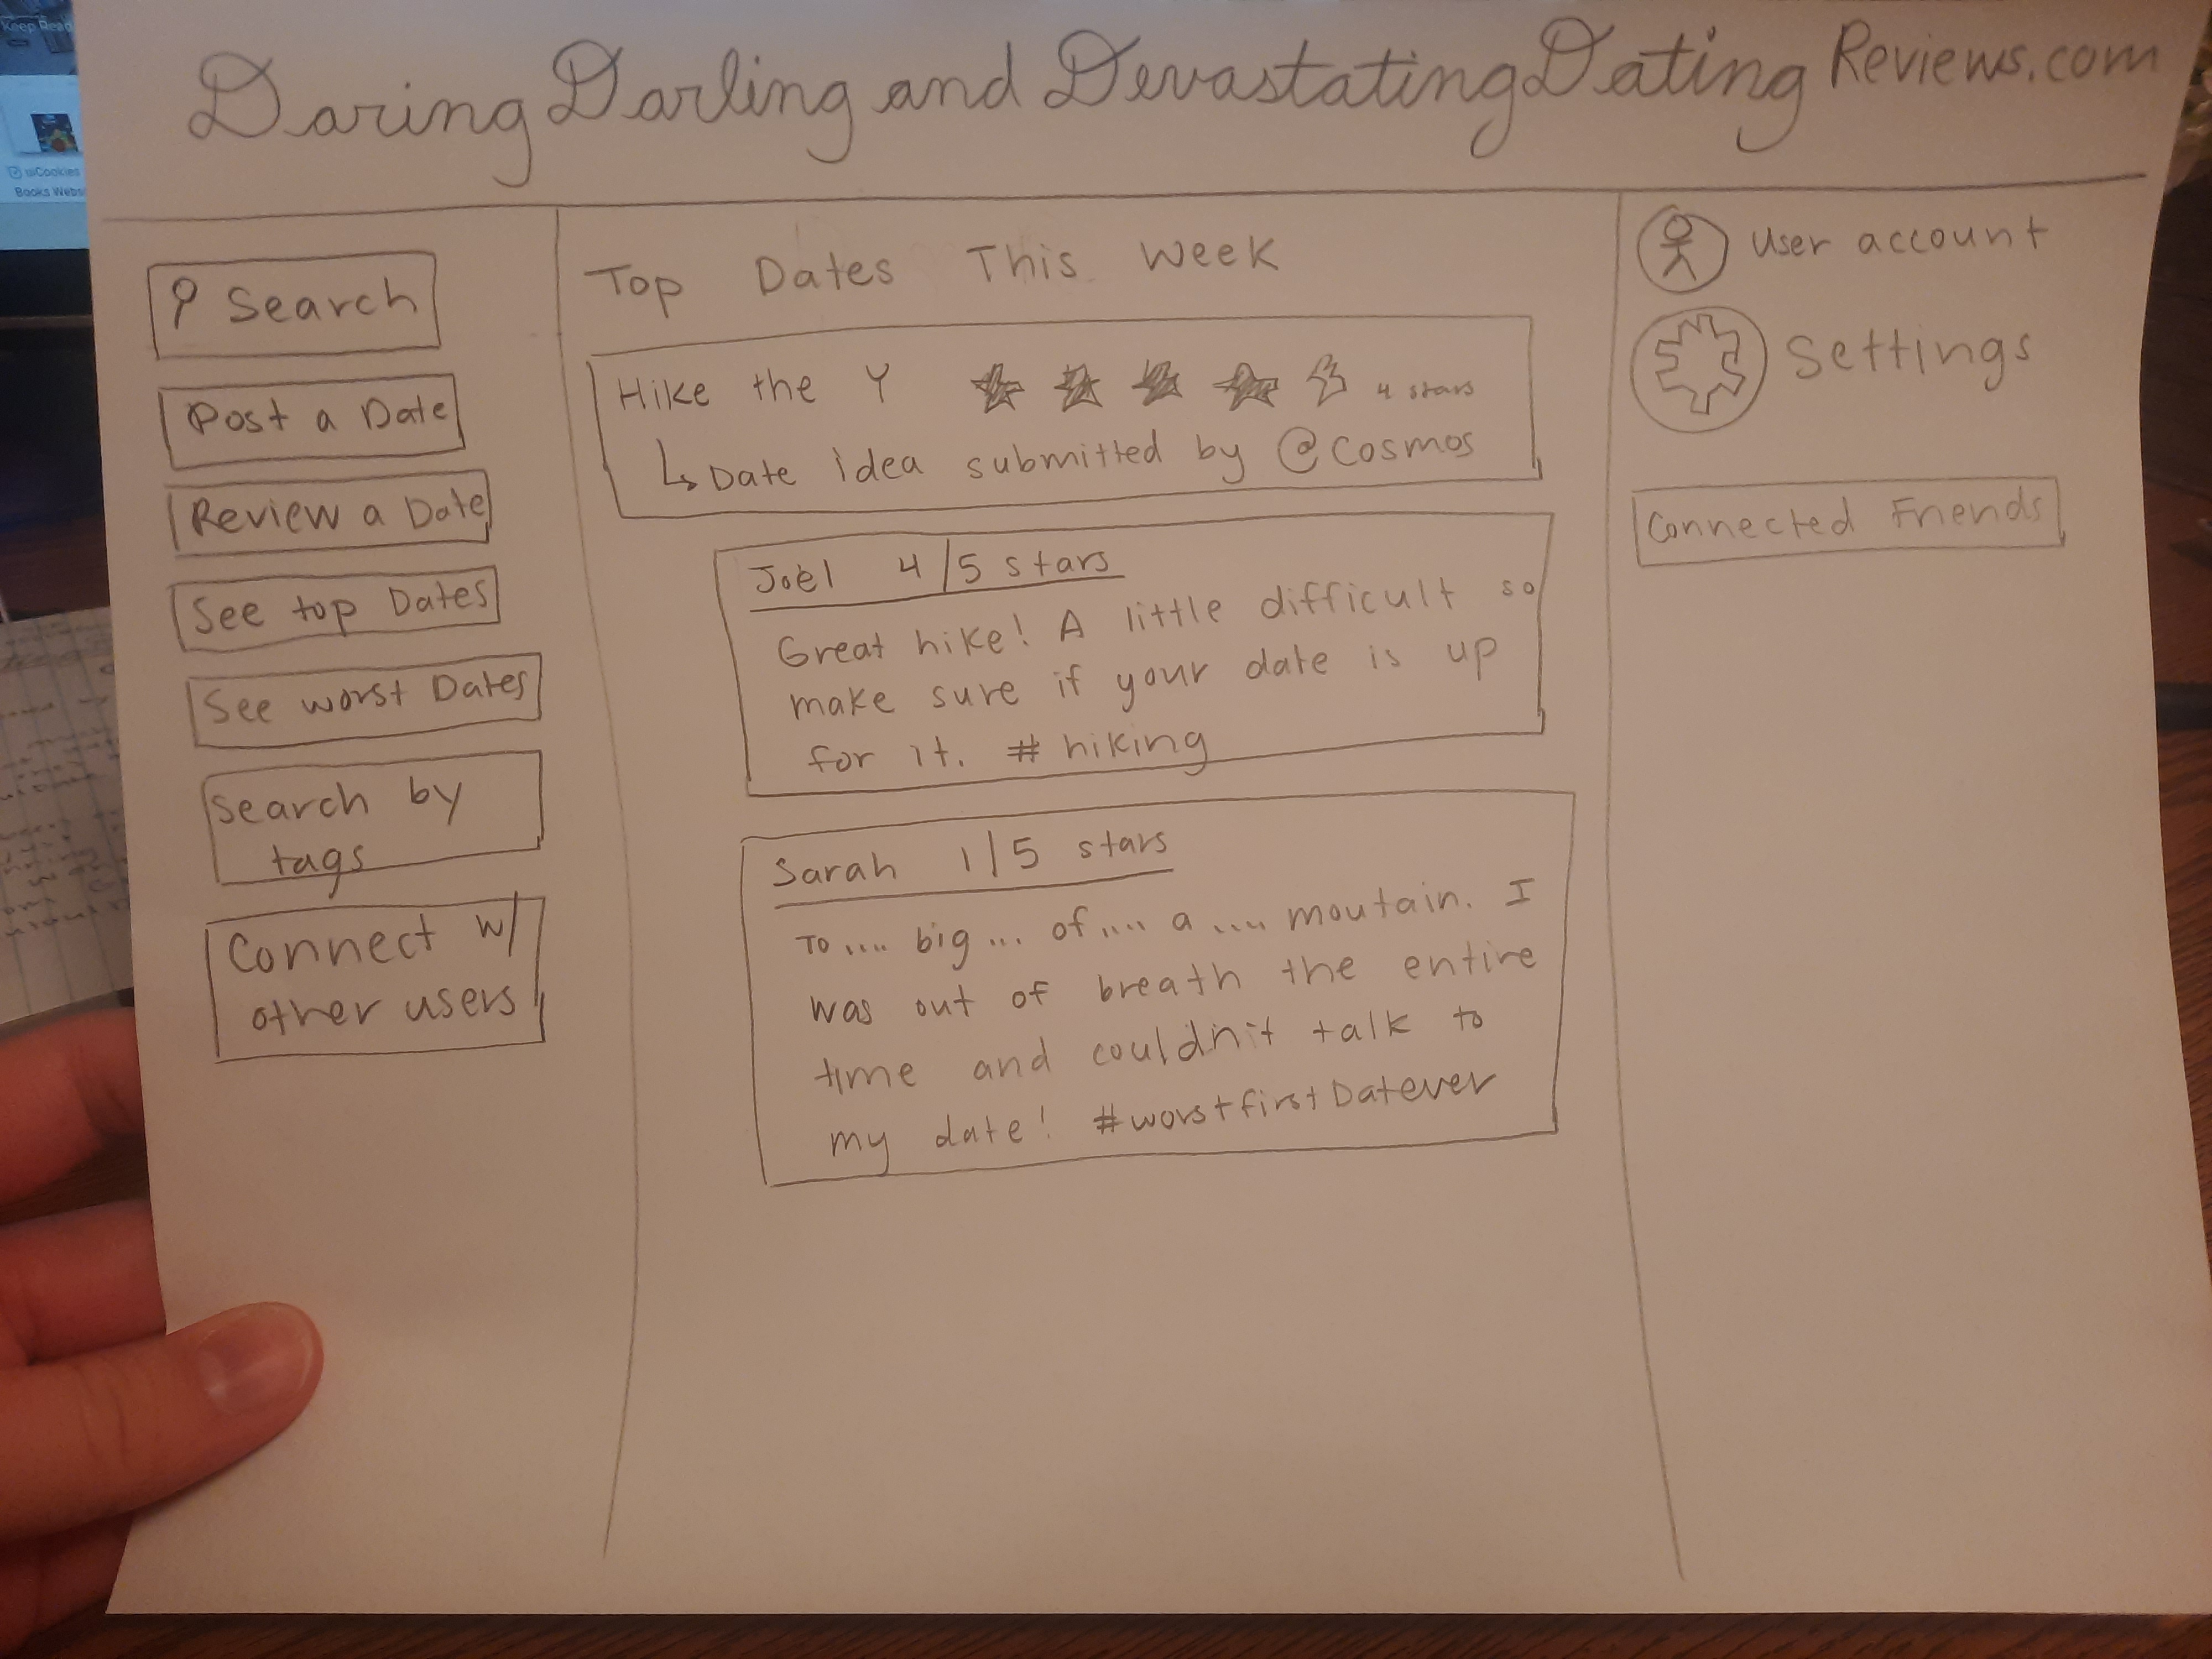 Keep Read
uiCookies
Books Webs
Daring Darling and Devastating Dating Reviews.com
Search
Post a Date
Review a Date
See top Dates
See worst Dates
Search by
tags
Connect w/
other users
Top Dates This Week
Hike the Y 4 stars
Date idea submitted by @cosmos
Joel 4/5 stars
Great hike! A little difficult so
make sure if your date is up
for it. # hiking
Sarah 1/5 stars
To.... big... of.... a .... moutain. I
was out of breath the entire
time and couldn't talk to
my date! #worstfirstDatever
User account
Settings
Connected Friends